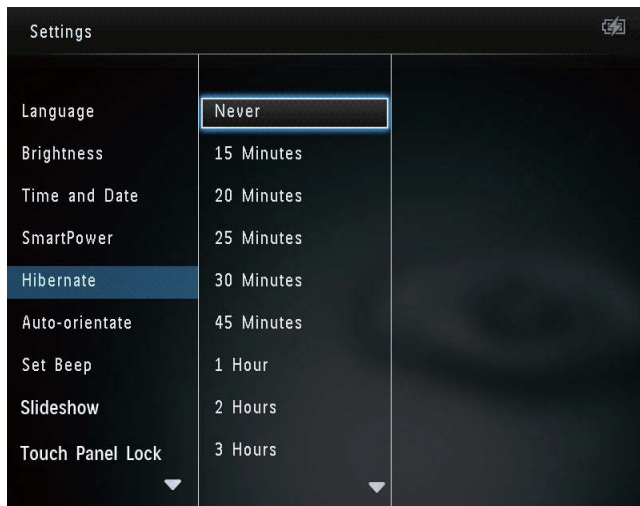 Settings
Language
Brightness
Time and Date
SmartPower
Hibernate
Auto-orientate
Set Beep
Slideshow
Touch Panel Lock
Never
15 Minutes
20 Minutes
25 Minutes
30 Minutes
45 Minutes
1 Hour
2 Hours
3 Hours